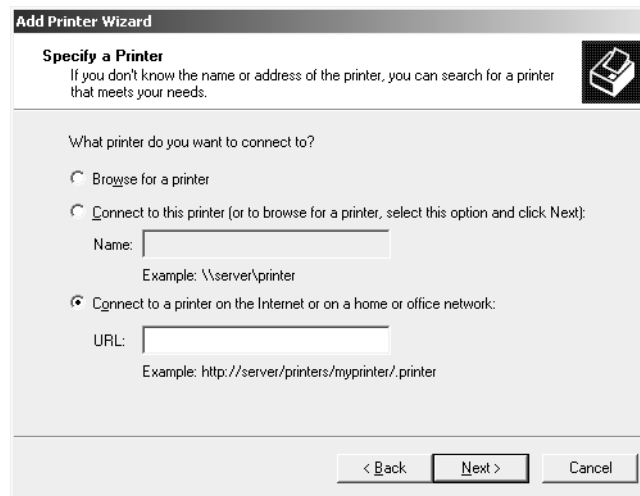 Add Printer Wizard
Specify a Printer
If you don't know the name or address of the printer, you can search for a printer
that meets your needs.
What printer do you want to connect to?
Browse for a printer
Connect to this printer (or to browse for a printer, select this option and click Next):
Name:
Example: \\server\printer
Connect to a printer on the Internet or on a home or office network:
URL:
Example: http://server/printers/myprinter/.printer
< Back Next > Cancel